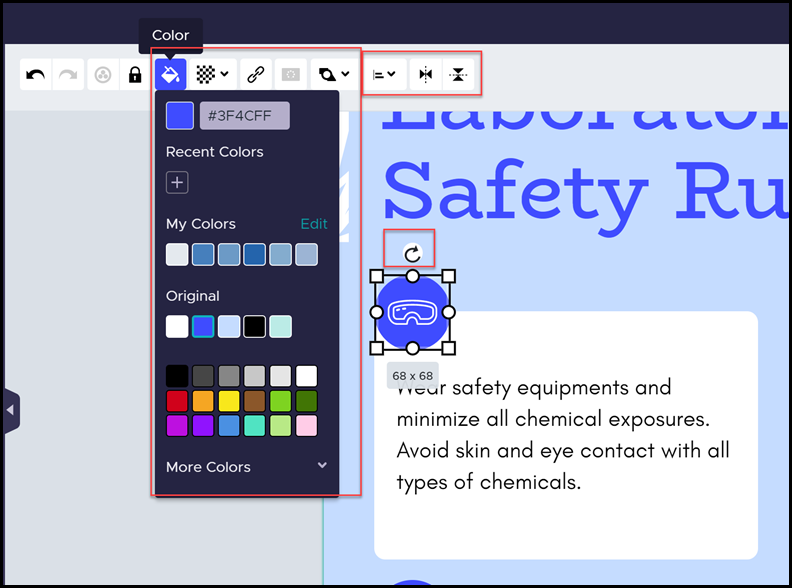 Color
#3F4CFF
Recent Colors
My Colors
Edit
Original
More Colors
Laborator
Safety Ru
68 x 68
Wear safety equipments and
minimize all chemical exposures.
Avoid skin and eye contact with all
types of chemicals.